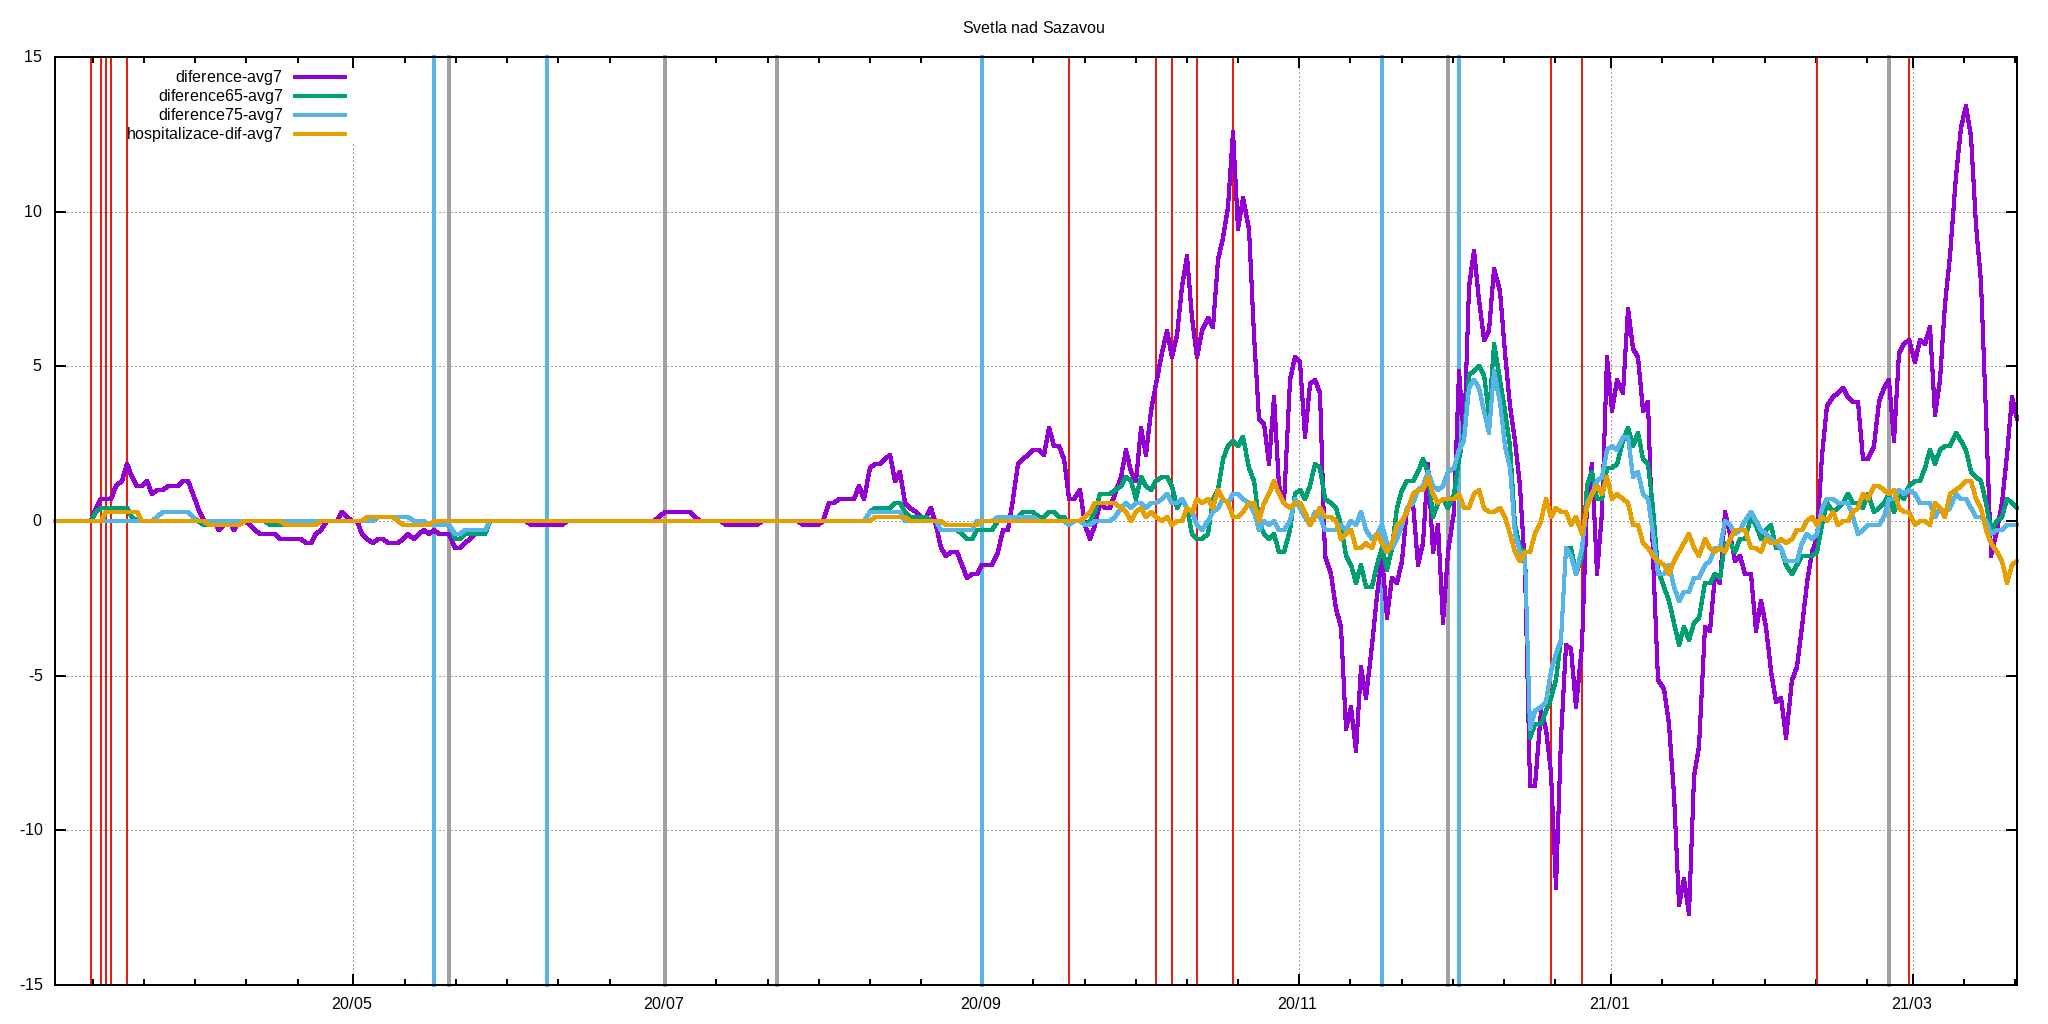 Svetla nad Sazavou
15
10
5
0
-5
-10
-15
diference-avg7
diference65-avg7
diference75-avg7
hospitalizace-dif-avg7
20/05 20/07 20/09 20/11 21/01 21/03